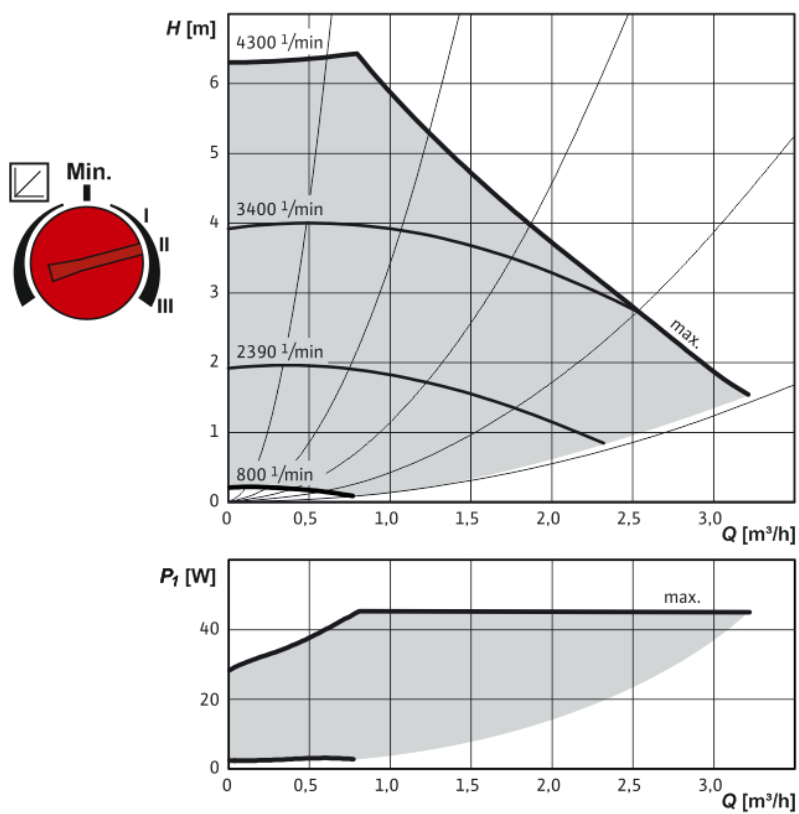 H [m]
4300 1/min
6
5
Min.
I
II
III
3400 1/min
4
3
max.
2390 1/min
2
1
800 1/min
0
0 0,5 1,0 1,5 2,0 2,5 3,0
Q [m³/h]
P1 [W]
max.
40
20
0
0 0,5 1,0 1,5 2,0 2,5 3,0
Q [m³/h]